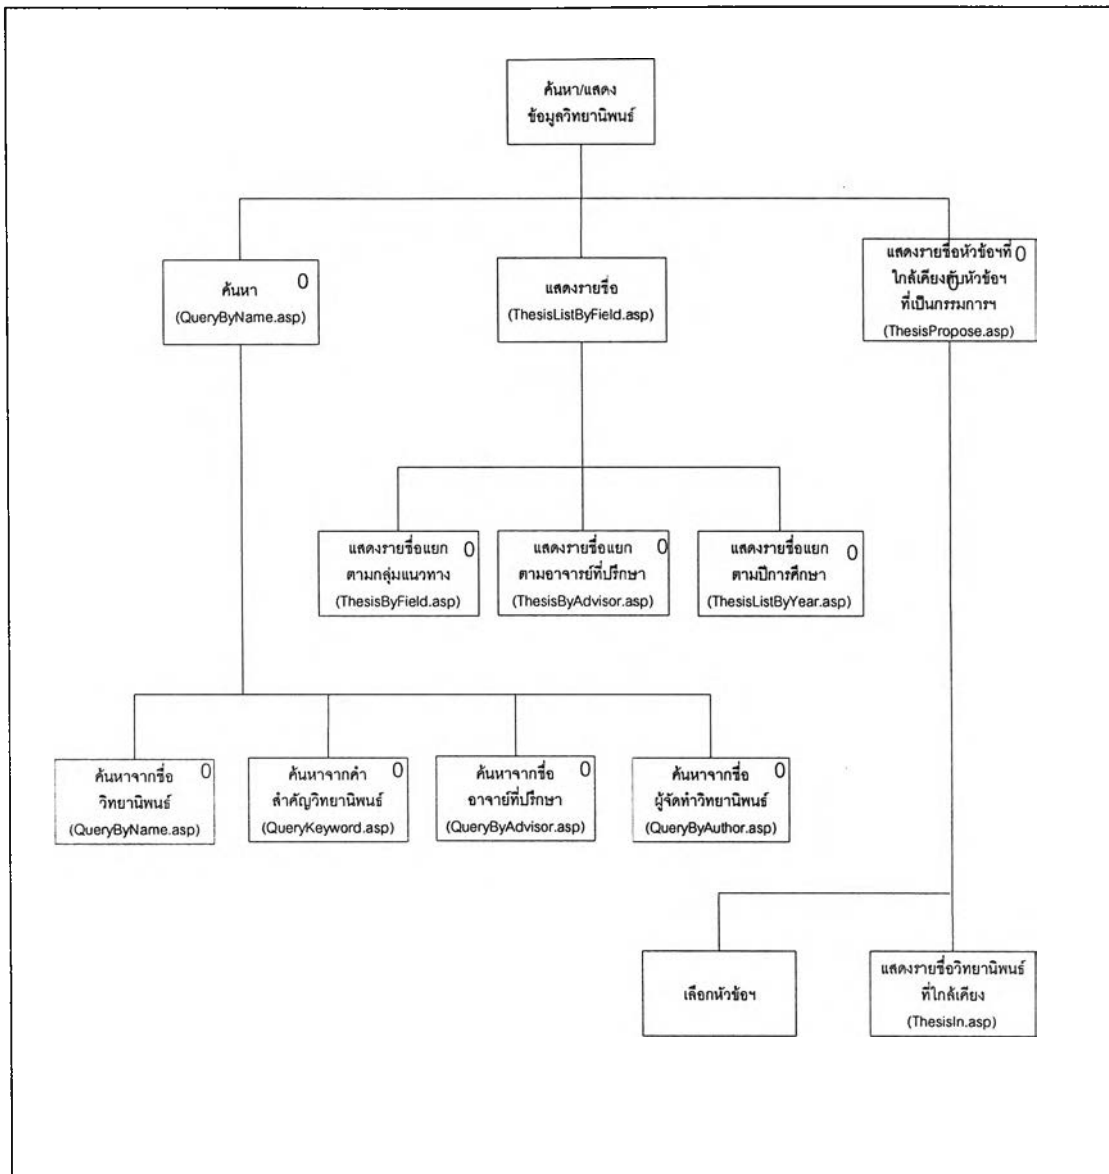 ค้นหา/แสดง
ข้อมูลวิทยานิพนธ์
ค้นหา 0
(QueryByName.asp)
แสดงรายชื่อ
(ThesisListByField.asp)
แสดงรายชื่อหัวข้อฯที่ 0
ใกล้เคียงกับหัวข้อฯ
ที่เป็นกรรมการฯ
(ThesisPropose.asp)
แสดงรายชื่อแยก 0
ตามกลุ่มแนวทาง
(ThesisByField.asp)
แสดงรายชื่อแยก 0
ตามอาจารย์ที่ปรึกษา
(ThesisByAdvisor.asp)
แสดงรายชื่อแยก 0
ตามปีการศึกษา
(ThesisListByYear.asp)
ค้นหาจากชื่อ 0
วิทยานิพนธ์
(QueryByName.asp)
ค้นหาจากคำ 0
สำคัญวิทยานิพนธ์
(QueryKeyword.asp)
ค้นหาจากชื่อ 0
อาจาย์ที่ปรึกษา
(QueryByAdvisor.asp)
ค้นหาจากชื่อ 0
ผู้จัดทำวิทยานิพนธ์
(QueryByAuthor.asp)
เลือกหัวข้อฯ
แสดงรายชื่อวิทยานิพนธ์
ที่ใกล้เคียง
(ThesisIn.asp)